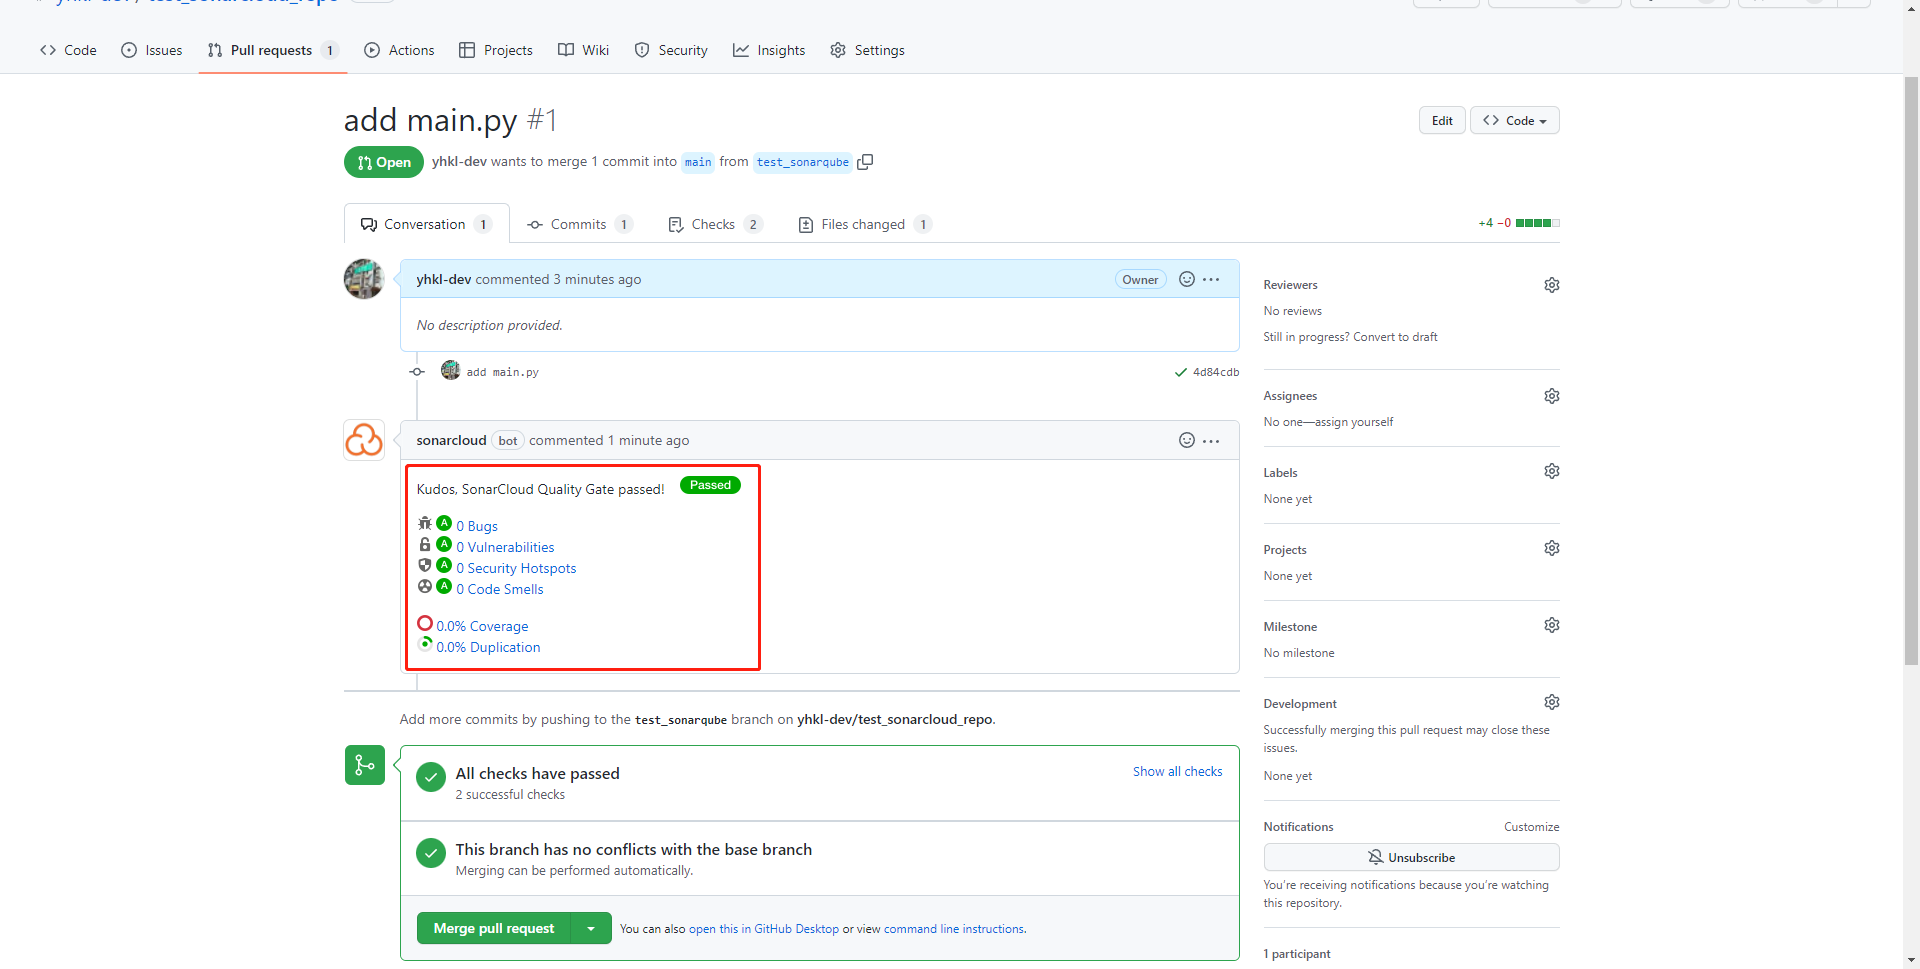 yhkl-dev / test_sonarcloud_repo
Code
Issues
Pull requests 1
Actions
Projects
Wiki
Security
Insights
Settings
add main.py #1
Edit
Code
Open
yhkl-dev wants to merge 1 commit into main from test_sonarqube
Conversation 1
Commits 1
Checks 2
Files changed 1
+4 −0
yhkl-dev commented 3 minutes ago
Owner
No description provided.
add main.py
4d84cdb
sonarcloud bot commented 1 minute ago
Kudos, SonarCloud Quality Gate passed! Passed
A 0 Bugs
A 0 Vulnerabilities
A 0 Security Hotspots
A 0 Code Smells
0.0% Coverage
0.0% Duplication
Add more commits by pushing to the test_sonarqube branch on yhkl-dev/test_sonarcloud_repo.
All checks have passed
2 successful checks
Show all checks
This branch has no conflicts with the base branch
Merging can be performed automatically.
Merge pull request
You can also open this in GitHub Desktop or view command line instructions.
Reviewers
No reviews
Still in progress? Convert to draft
Assignees
No one—assign yourself
Labels
None yet
Projects
None yet
Milestone
No milestone
Development
Successfully merging this pull request may close these
issues.
None yet
Notifications
Customize
Unsubscribe
You're receiving notifications because you're watching
this repository.
1 participant